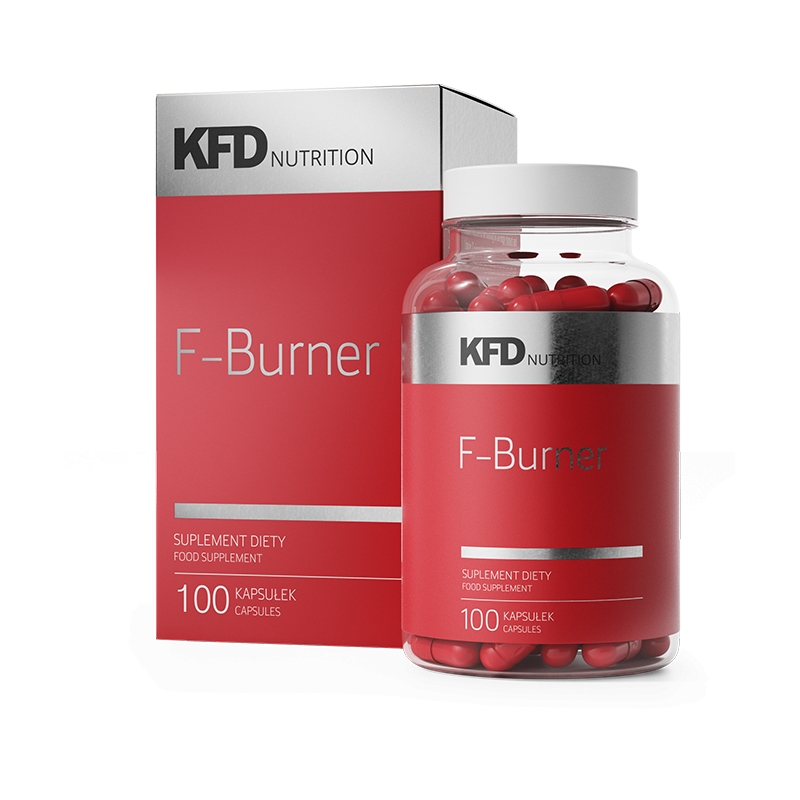 KFD NUTRITION
F-Burner
SUPLEMENT DIETY
FOOD SUPPLEMENT
100 KAPSUŁEK
CAPSULES
KFD NUTRITION
F-Burner
SUPLEMENT DIETY
FOOD SUPPLEMENT
100 KAPSUŁEK
CAPSULES